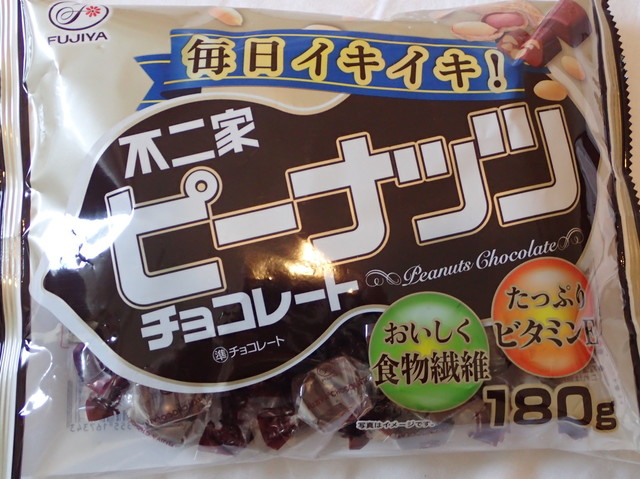 FUJIYA
毎日イキイキ!
不二家
ピーナッツ
チョコレート
Peanuts Chocolate
準チョコレート
おいしく
食物繊維
たっぷり
ビタミンE
180g
写真はイメージです。